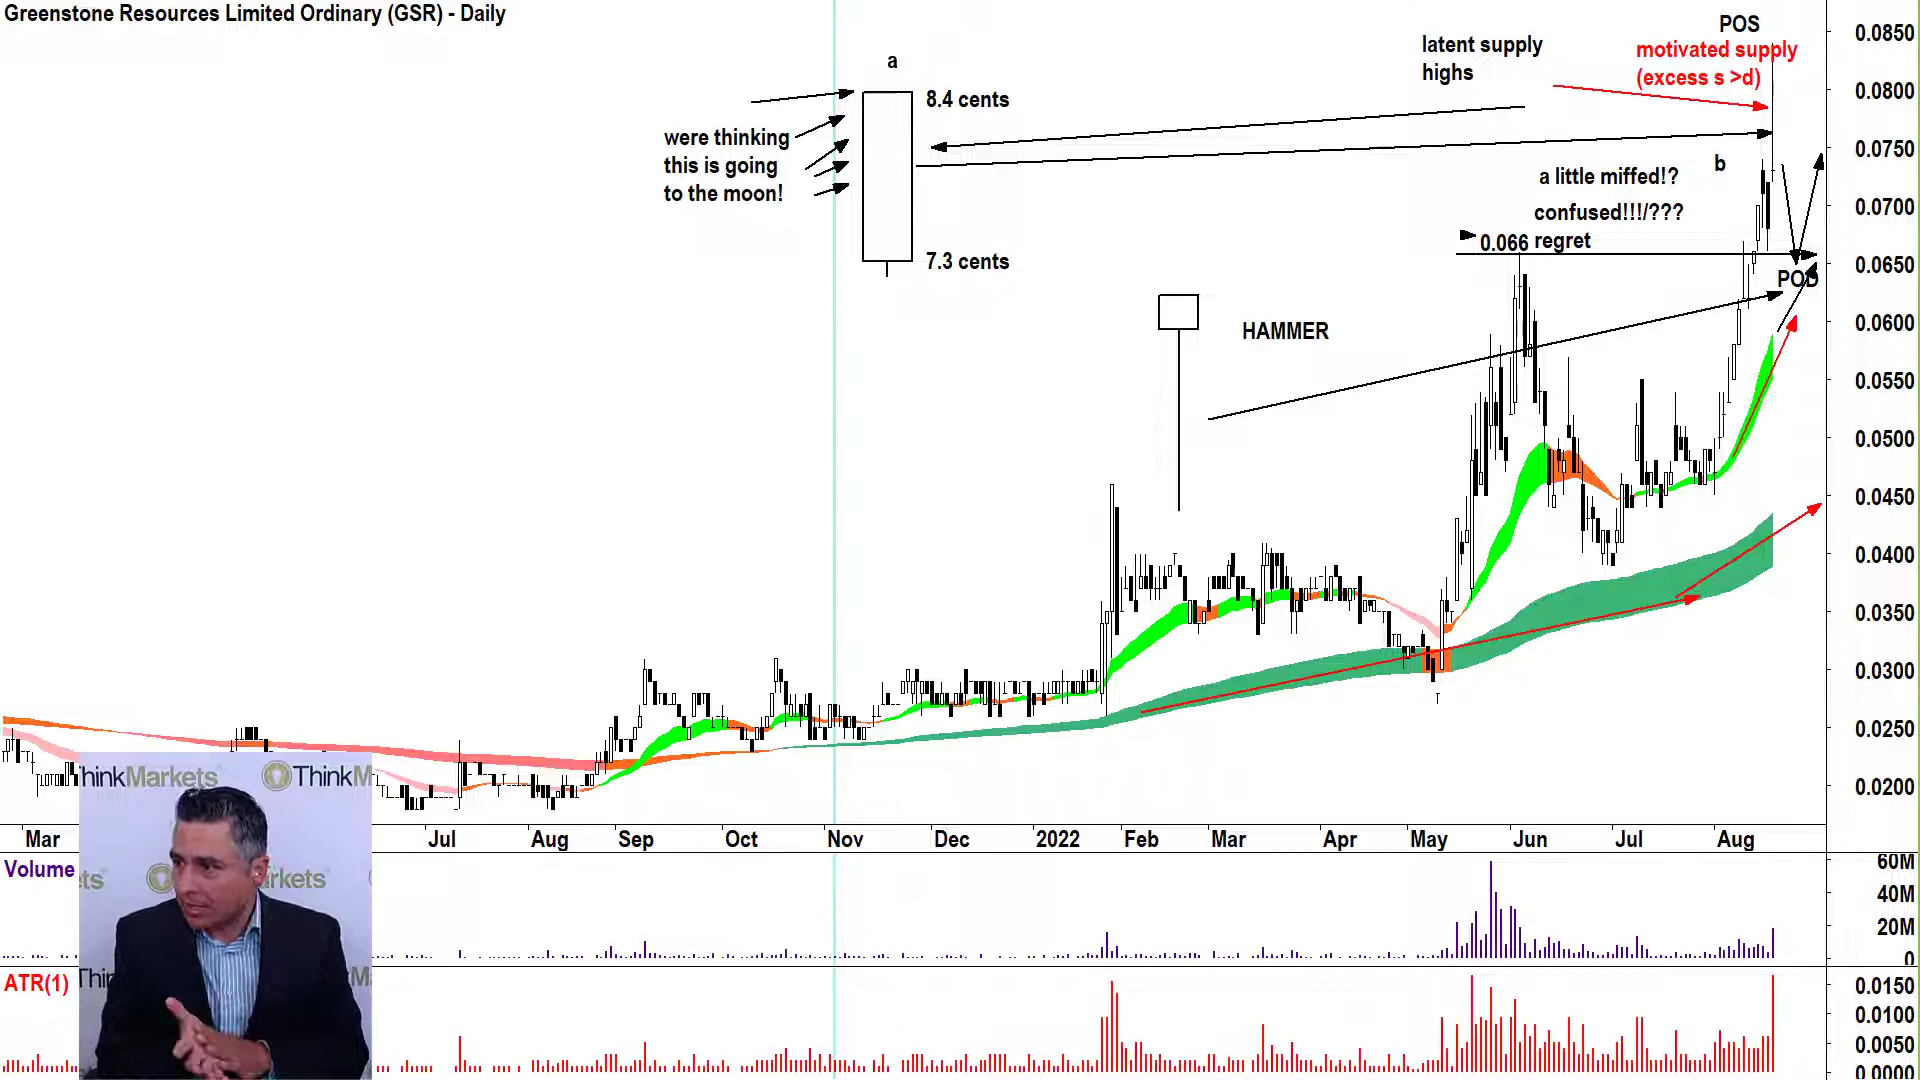 Greenstone Resources Limited Ordinary (GSR) - Daily
POS
0.0850
latent supply
highs
motivated supply
(excess s >d)
a
8.4 cents
0.0800
were thinking
this is going
to the moon!
0.0750
b
a little miffed!?
confused!!!/???
0.066 regret
0.0700
7.3 cents
0.0650
POD
HAMMER
0.0600
0.0550
0.0500
0.0450
0.0400
0.0350
0.0300
0.0250
0.0200
ThinkMarkets
Mar
Jul
Aug
Sep
Oct
Nov
Dec
2022
Feb
Mar
Apr
May
Jun
Jul
Aug
Volume
60M
40M
20M
0
ATR(1)
0.0150
0.0100
0.0050
0.0000